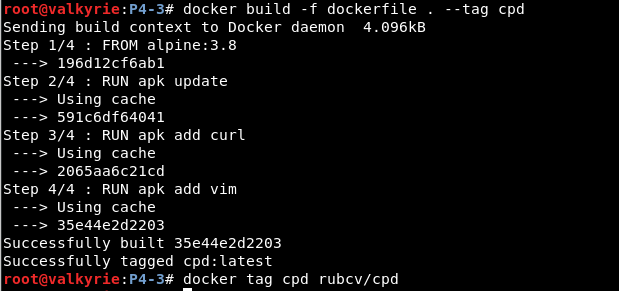 root@valkyrie:P4-3# docker build -f dockerfile . --tag cpd
Sending build context to Docker daemon  4.096kB
Step 1/4 : FROM alpine:3.8
 ---> 196d12cf6ab1
Step 2/4 : RUN apk update
 ---> Using cache
 ---> 591c6df64041
Step 3/4 : RUN apk add curl
 ---> Using cache
 ---> 2065aa6c21cd
Step 4/4 : RUN apk add vim
 ---> Using cache
 ---> 35e44e2d2203
Successfully built 35e44e2d2203
Successfully tagged cpd:latest
root@valkyrie:P4-3# docker tag cpd rubcv/cpd